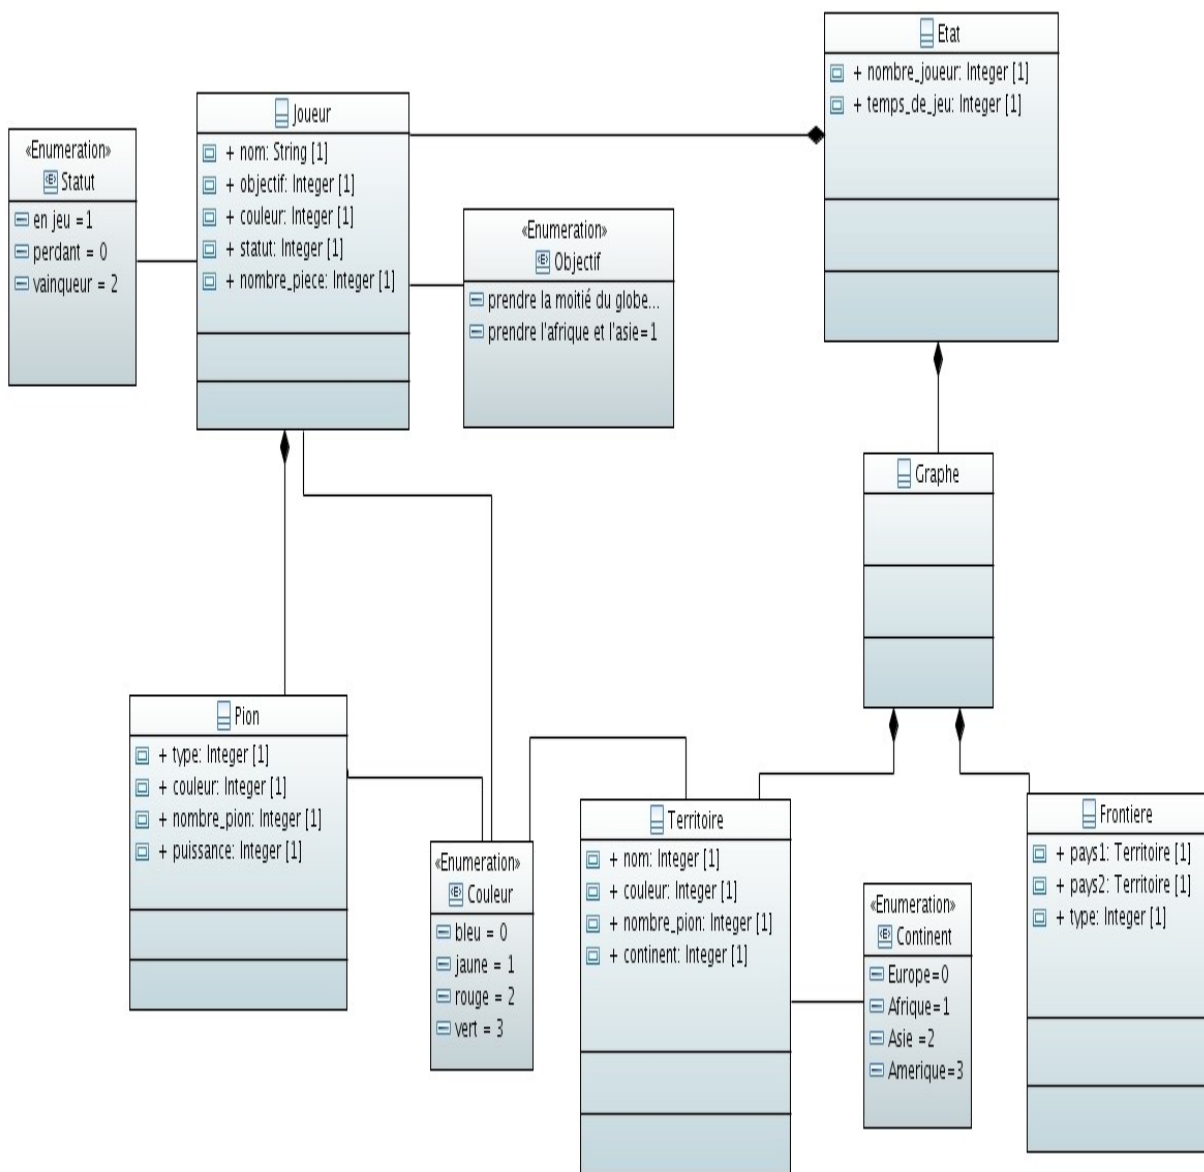 Etat
+ nombre_joueur: Integer [1]
+ temps_de_jeu: Integer [1]
Joueur
+ nom: String [1]
+ objectif: Integer [1]
+ couleur: Integer [1]
+ statut: Integer [1]
+ nombre_piece: Integer [1]
«Enumeration»
Statut
en jeu =1
perdant = 0
vainqueur = 2
«Enumeration»
Objectif
prendre la moitié du globe...
prendre l'afrique et l'asie=1
Graphe
Pion
+ type: Integer [1]
+ couleur: Integer [1]
+ nombre_pion: Integer [1]
+ puissance: Integer [1]
«Enumeration»
Couleur
bleu = 0
jaune = 1
rouge = 2
vert = 3
Territoire
+ nom: Integer [1]
+ couleur: Integer [1]
+ nombre_pion: Integer [1]
+ continent: Integer [1]
«Enumeration»
Continent
Europe=0
Afrique=1
Asie =2
Amerique=3
Frontiere
+ pays1: Territoire [1]
+ pays2: Territoire [1]
+ type: Integer [1]